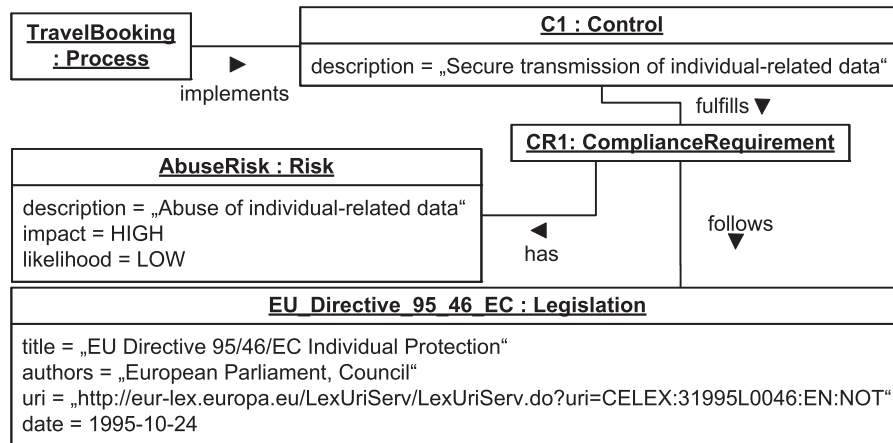 TravelBooking
: Process
implements
C1 : Control
description = „Secure transmission of individual-related data“
fulfills
CR1: ComplianceRequirement
AbuseRisk : Risk
description = „Abuse of individual-related data“
impact = HIGH
likelihood = LOW
has
follows
EU_Directive_95_46_EC : Legislation
title = „EU Directive 95/46/EC Individual Protection“
authors = „European Parliament, Council“
uri = „http://eur-lex.europa.eu/LexUriServ/LexUriServ.do?uri=CELEX:31995L0046:EN:NOT“
date = 1995-10-24